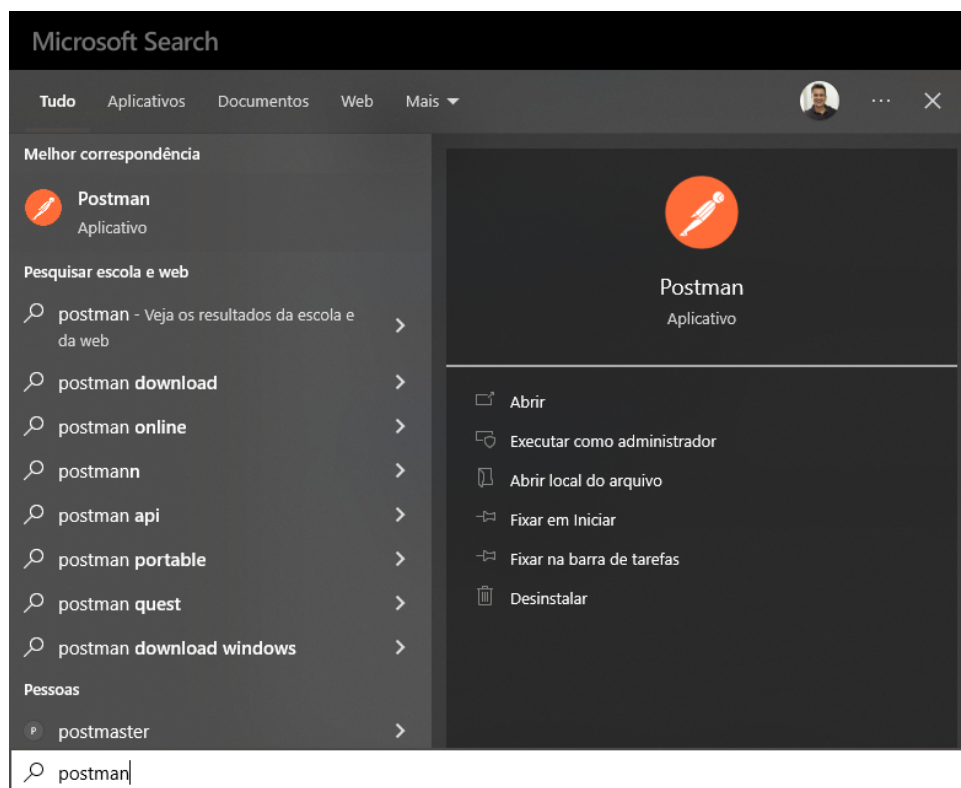 Microsoft Search
Tudo Aplicativos Documentos Web Mais ...
Melhor correspondência
Postman
Aplicativo
Pesquisar escola e web
postman - Veja os resultados da escola e
da web
postman download
postman online
postmann
postman api
postman portable
postman quest
postman download windows
Pessoas
P postmaster
postman
Postman
Aplicativo
Abrir
Executar como administrador
Abrir local do arquivo
Fixar em Iniciar
Fixar na barra de tarefas
Desinstalar